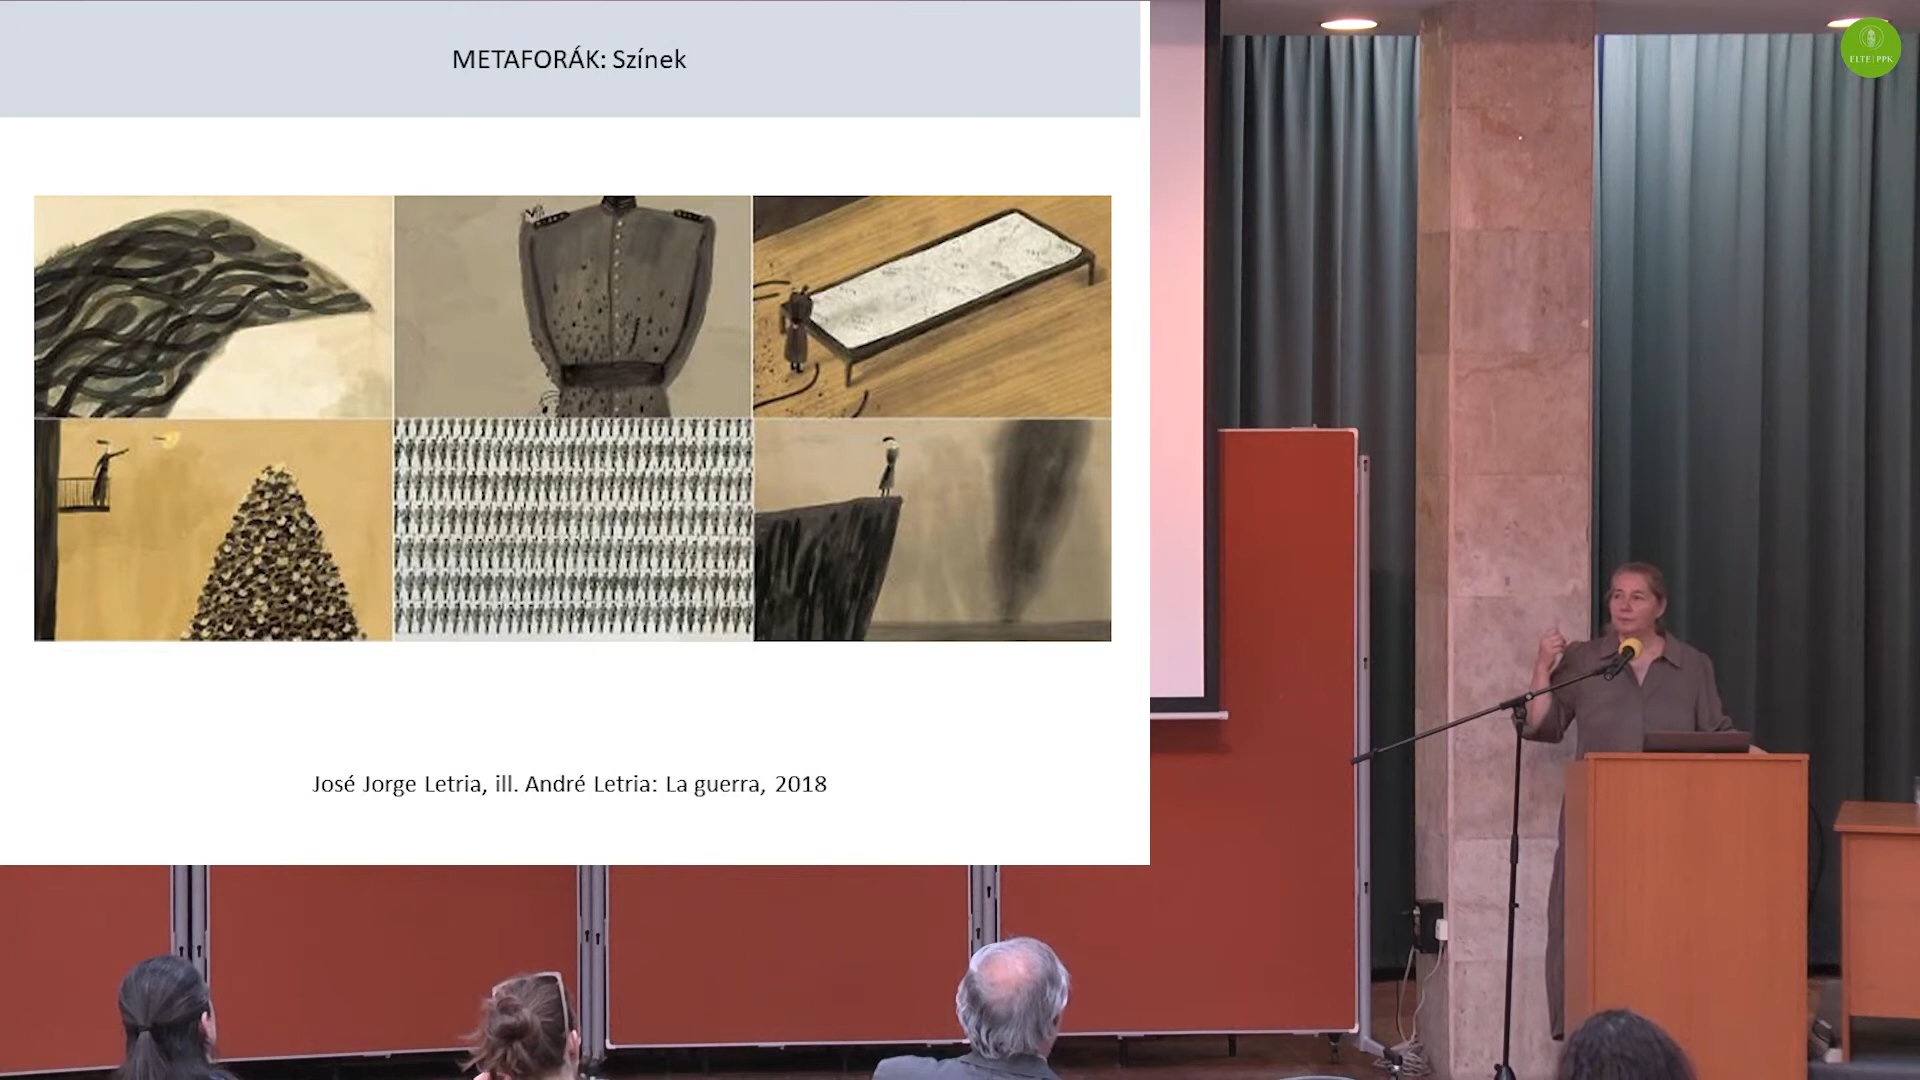 METAFORÁK: Színek
ELTE | PPK
José Jorge Letria, ill. André Letria: La guerra, 2018